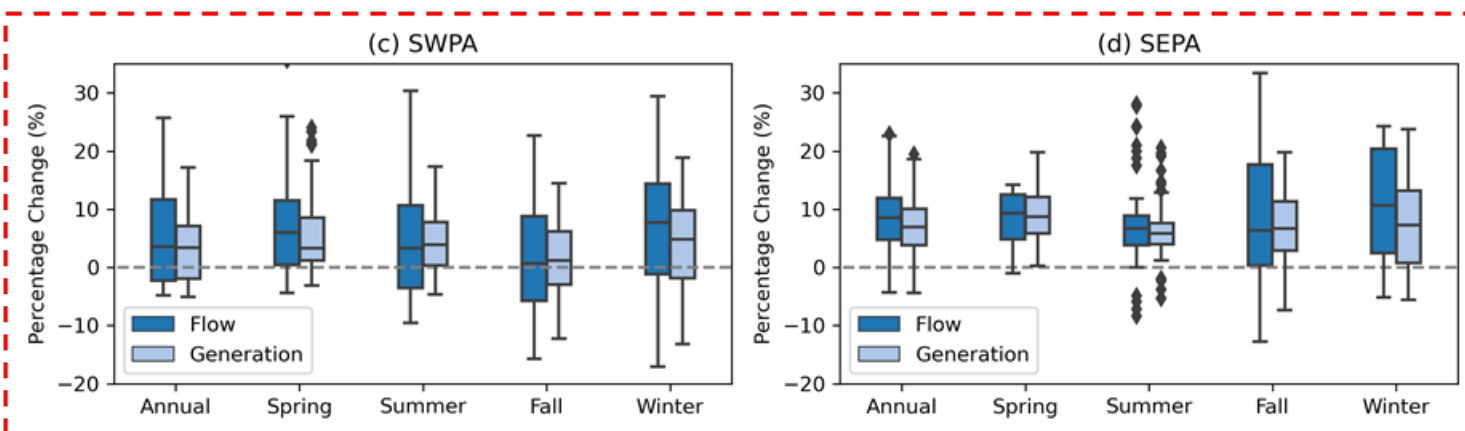 (c) SWPA
Percentage Change (%)
30
20
10
0
−10
−20
Flow
Generation
Annual Spring Summer Fall Winter
(d) SEPA
Percentage Change (%)
30
20
10
0
−10
−20
Flow
Generation
Annual Spring Summer Fall Winter